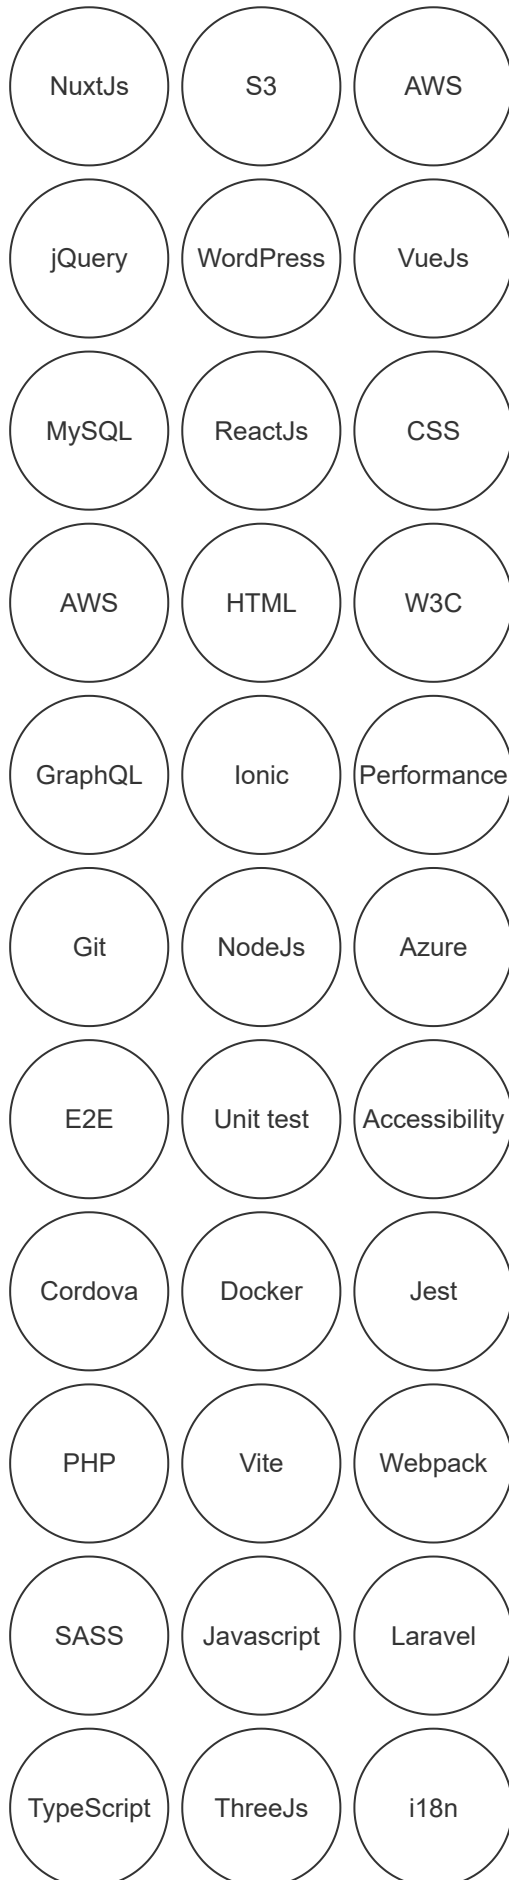 NuxtJs
S3
AWS
jQuery
WordPress
VueJs
MySQL
ReactJs
CSS
AWS
HTML
W3C
GraphQL
Ionic
Performance
Git
NodeJs
Azure
E2E
Unit test
Accessibility
Cordova
Docker
Jest
PHP
Vite
Webpack
SASS
Javascript
Laravel
TypeScript
ThreeJs
i18n